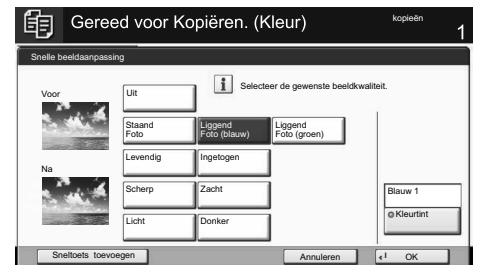 Gereed voor Kopiëren. (Kleur)
kopieën
1
Snelle beeldaanpassing
Selecteer de gewenste beeldkwaliteit.
Voor
Uit
Staand
Foto
Liggend
Foto (blauw)
Liggend
Foto (groen)
Levendig
Ingetogen
Na
Scherp
Zacht
Blauw 1
Kleurtint
Licht
Donker
Sneltoets toevoegen
Annuleren
OK